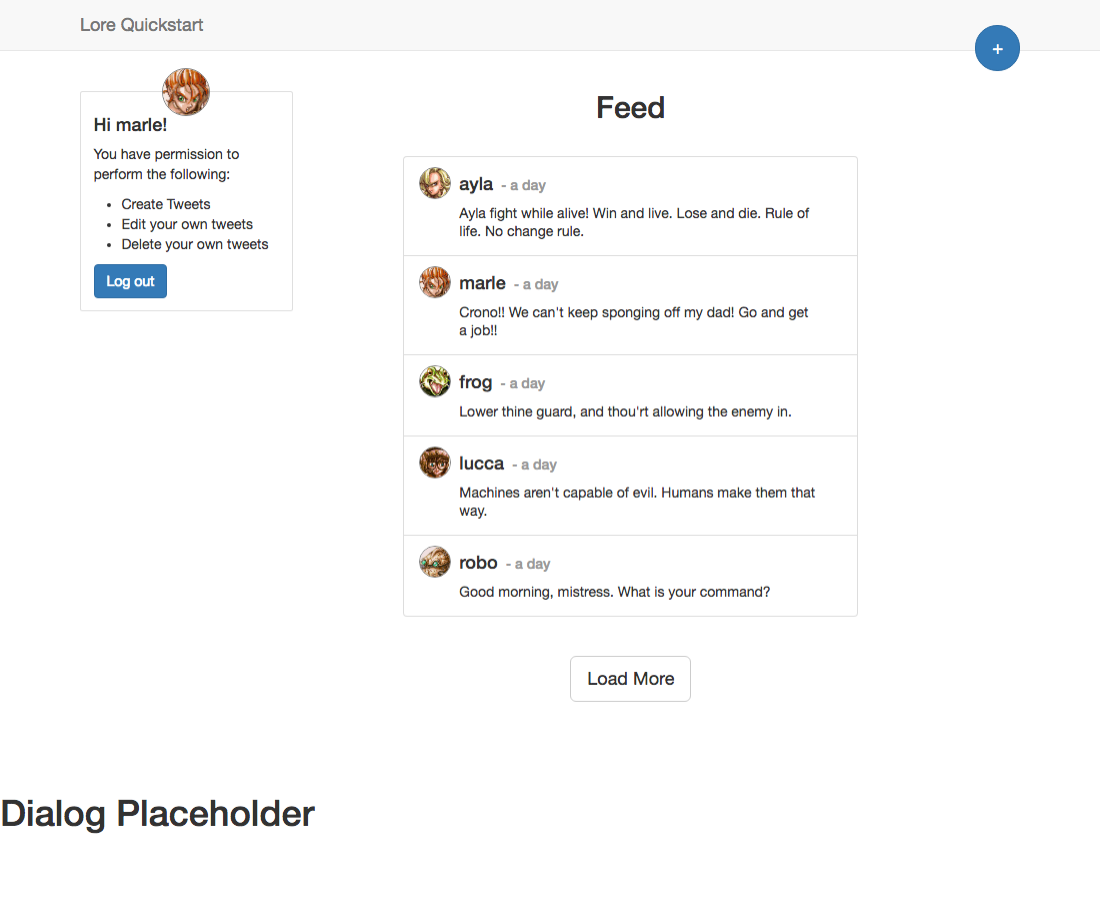 Lore Quickstart
+
Hi marle!
You have permission to
perform the following:
• Create Tweets
• Edit your own tweets
• Delete your own tweets
Log out
Feed
ayla - a day
Ayla fight while alive! Win and live. Lose and die. Rule of
life. No change rule.
marle - a day
Crono!! We can't keep sponging off my dad! Go and get
a job!!
frog - a day
Lower thine guard, and thou'rt allowing the enemy in.
lucca - a day
Machines aren't capable of evil. Humans make them that
way.
robo - a day
Good morning, mistress. What is your command?
Load More
Dialog Placeholder